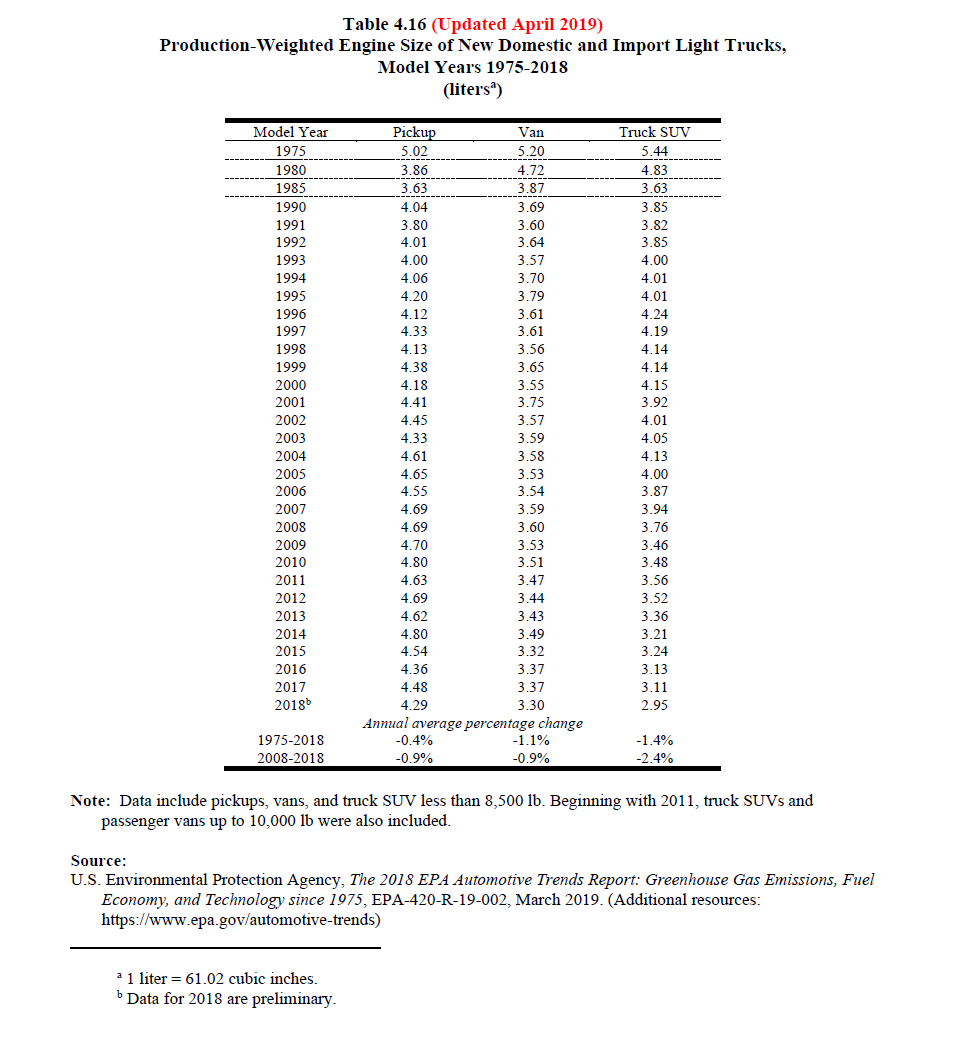 Table 4.16 (Updated April 2019)
Production-Weighted Engine Size of New Domestic and Import Light Trucks,
Model Years 1975-2018
(litersᵃ)
Model Year Pickup Van Truck SUV
1975 5.02 5.20 5.44
1980 3.86 4.72 4.83
1985 3.63 3.87 3.63
1990 4.04 3.69 3.85
1991 3.80 3.60 3.82
1992 4.01 3.64 3.85
1993 4.00 3.57 4.00
1994 4.06 3.70 4.01
1995 4.20 3.79 4.01
1996 4.12 3.61 4.24
1997 4.33 3.61 4.19
1998 4.13 3.56 4.14
1999 4.38 3.65 4.14
2000 4.18 3.55 4.15
2001 4.41 3.75 3.92
2002 4.45 3.57 4.01
2003 4.33 3.59 4.05
2004 4.61 3.58 4.13
2005 4.65 3.53 4.00
2006 4.55 3.54 3.87
2007 4.69 3.59 3.94
2008 4.69 3.60 3.76
2009 4.70 3.53 3.46
2010 4.80 3.51 3.48
2011 4.63 3.47 3.56
2012 4.69 3.44 3.52
2013 4.62 3.43 3.36
2014 4.80 3.49 3.21
2015 4.54 3.32 3.24
2016 4.36 3.37 3.13
2017 4.48 3.37 3.11
2018ᵇ 4.29 3.30 2.95
Annual average percentage change
1975-2018 -0.4% -1.1% -1.4%
2008-2018 -0.9% -0.9% -2.4%
Note: Data include pickups, vans, and truck SUV less than 8,500 lb. Beginning with 2011, truck SUVs and
passenger vans up to 10,000 lb were also included.
Source:
U.S. Environmental Protection Agency, The 2018 EPA Automotive Trends Report: Greenhouse Gas Emissions, Fuel
Economy, and Technology since 1975, EPA-420-R-19-002, March 2019. (Additional resources:
https://www.epa.gov/automotive-trends)
ᵃ 1 liter = 61.02 cubic inches.
ᵇ Data for 2018 are preliminary.